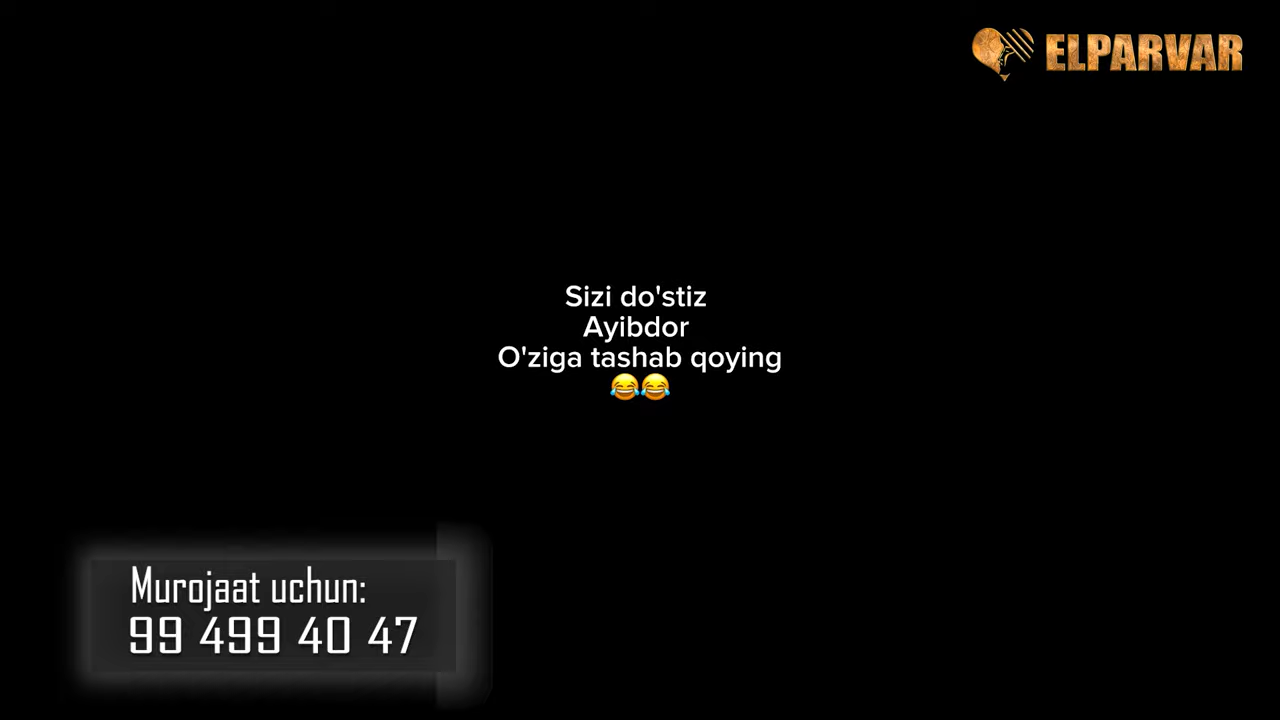 ELPARVAR
Sizi do'stiz
Ayibdor
O'ziga tashab qoying
😂😂
Murojaat uchun:
99 499 40 47